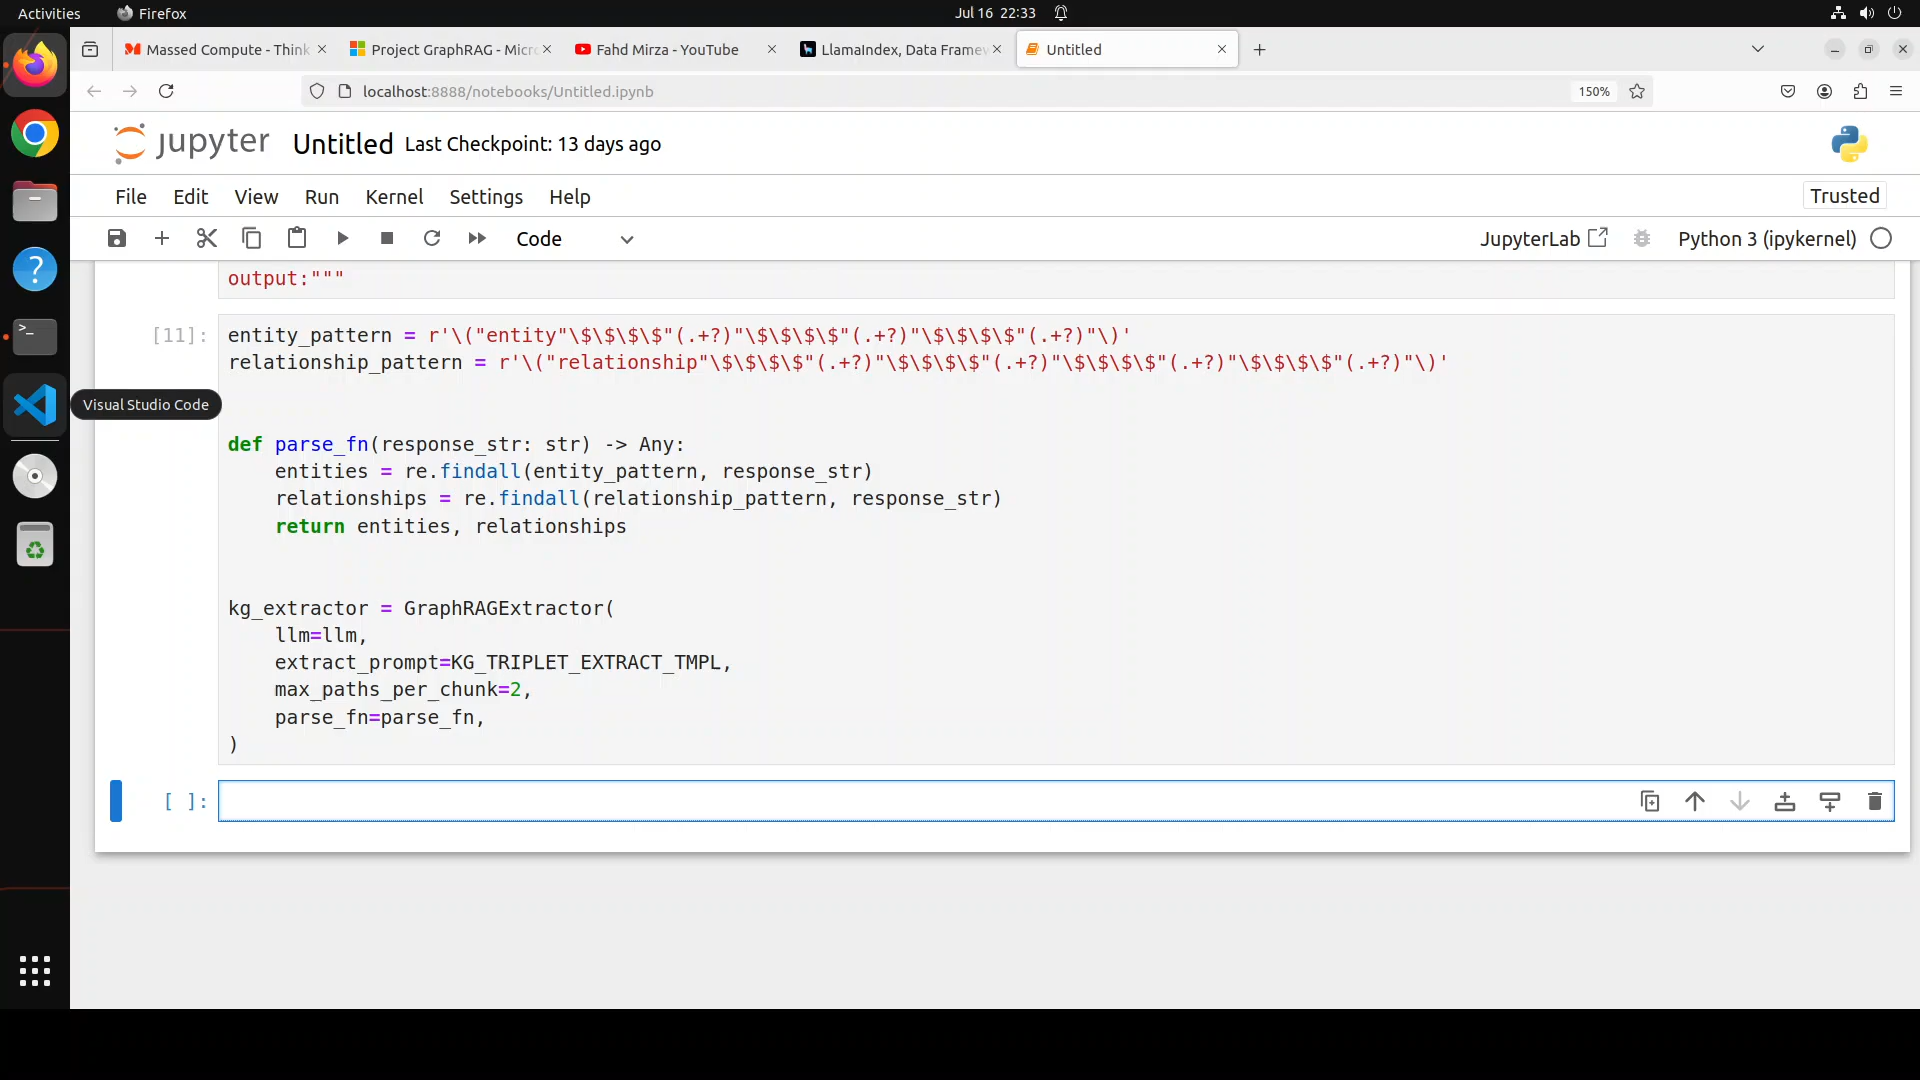 Activities Firefox Jul 16 22:33
Massed Compute - Think Project GraphRAG - Micro Fahd Mirza - YouTube LlamaIndex, Data Framew Untitled
localhost:8888/notebooks/Untitled.ipynb 150%
jupyter Untitled Last Checkpoint: 13 days ago
File Edit View Run Kernel Settings Help Trusted
Code JupyterLab Python 3 (ipykernel)
output:"""
[11]: entity_pattern = r'\("entity"\$\$\$\$"(.+?)"\$\$\$\$"(.+?)"\$\$\$\$"(.+?)"\)'
relationship_pattern = r'\("relationship"\$\$\$\$"(.+?)"\$\$\$\$"(.+?)"\$\$\$\$"(.+?)"\$\$\$\$"(.+?)"\)'
Visual Studio Code
def parse_fn(response_str: str) -> Any:
    entities = re.findall(entity_pattern, response_str)
    relationships = re.findall(relationship_pattern, response_str)
    return entities, relationships
kg_extractor = GraphRAGExtractor(
    llm=llm,
    extract_prompt=KG_TRIPLET_EXTRACT_TMPL,
    max_paths_per_chunk=2,
    parse_fn=parse_fn,
)
[ ]: